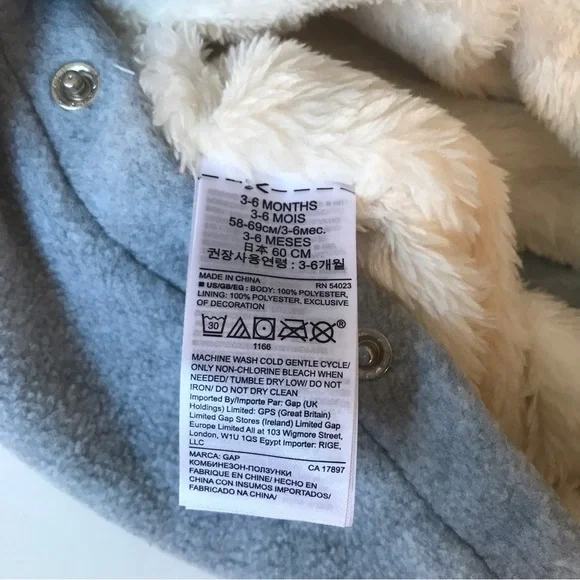 3-6 MONTHS
3-6 MOIS
58-69см/3-6мес.
3-6 MESES
日本 60 CM
권장사용연령 : 3-6개월
MADE IN CHINA RN 54023
■ US/GB/EG : BODY: 100% POLYESTER,
LINING: 100% POLYESTER, EXCLUSIVE
OF DECORATION
30 ®
1166
MACHINE WASH COLD GENTLE CYCLE/
ONLY NON-CHLORINE BLEACH WHEN
NEEDED/ TUMBLE DRY LOW/ DO NOT
IRON/ DO NOT DRY CLEAN
Imported By/Importe Par: Gap (UK
Holdings) Limited: GPS (Great Britain)
Limited Gap Stores (Ireland) Limited Gap
Europe Limited All at 103 Wigmore Street,
London, W1U 1QS Egypt Importer: RIGE,
LLC
MARCA: GAP
КОМБИНЕЗОН-ПОЛЗУНКИ CA 17897
FABRIQUE EN CHINE/ HECHO EN
CHINA CON INSUMOS IMPORTADOS/
FABRICADO NA CHINA/